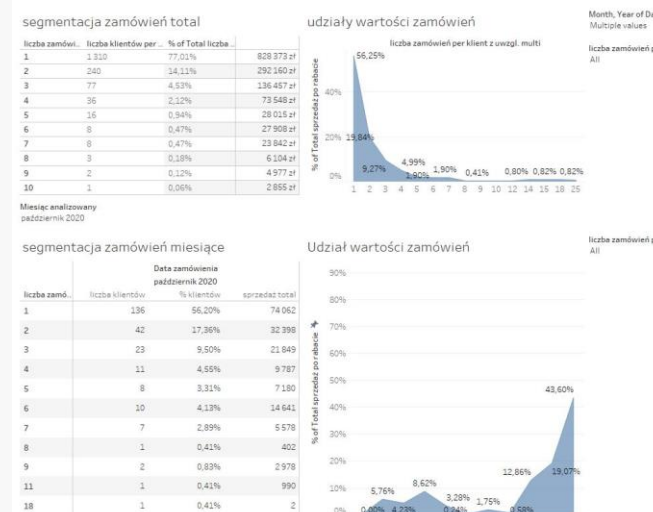 segmentacja zamówień total
liczba zamówi.. liczba klientów per .. % of Total liczba ..
1 1 310 77,01% 828 373 zł
2 240 14,11% 292 160 zł
3 77 4,53% 136 457 zł
4 36 2,12% 73 548 zł
5 16 0,94% 28 015 zł
6 8 0,47% 27 908 zł
7 8 0,47% 23 842 zł
8 3 0,18% 6 104 zł
9 2 0,12% 4 977 zł
10 1 0,06% 2 855 zł
Miesiąc analizowany
październik 2020
udziały wartości zamówień
liczba zamówień per klient z uwzgl. multi
% of Total sprzedaż po rabacie
40%
20%
0%
56,25%
19,84%
9,27%
4,99%
1,90%
1,90%
0,41%
0,80% 0,82% 0,82%
1 2 3 4 5 6 7 8 9 10 12 14 15 18 25
Month, Year of Da
Multiple values
liczba zamówień p
All
segmentacja zamówień miesiące
Data zamówienia
październik 2020
liczba zamó.. liczba klientów % klientów sprzedaż total
1 136 56,20% 74 062
2 42 17,36% 32 398
3 23 9,50% 21 849
4 11 4,55% 9 787
5 8 3,31% 7 180
6 10 4,13% 14 641
7 7 2,89% 5 578
8 1 0,41% 402
9 2 0,83% 2 978
11 1 0,41% 990
18 1 0,41% 2
Udział wartości zamówień
% of Total sprzedaż po rabacie
90%
80%
70%
60%
50%
40%
30%
20%
10%
0%
43,60%
19,07%
12,86%
8,62%
5,76%
3,28%
1,75%
0,00% 4,23% 0,24% 0,58%
liczba zamówień p
All